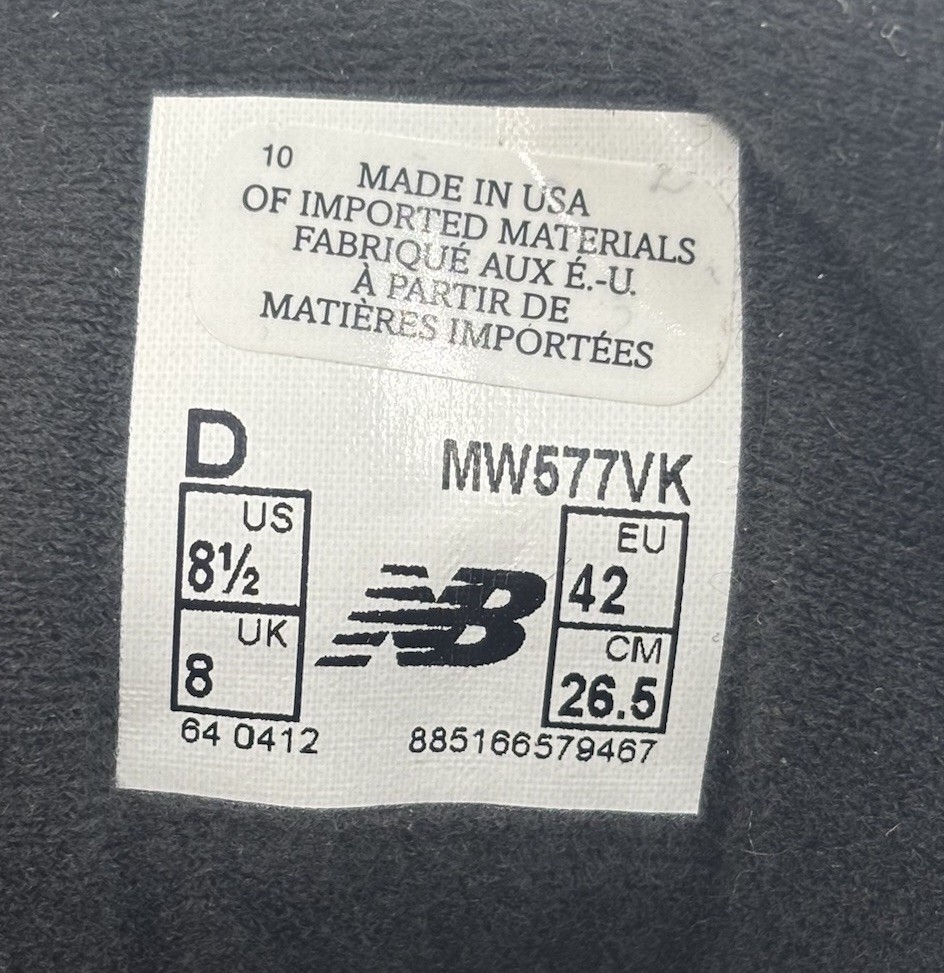 10
MADE IN USA
OF IMPORTED MATERIALS
FABRIQUÉ AUX É.-U.
À PARTIR DE
MATIÈRES IMPORTÉES
D
MW577VK
US
8½
UK
8
NB
EU
42
CM
26.5
64 0412
885166579467